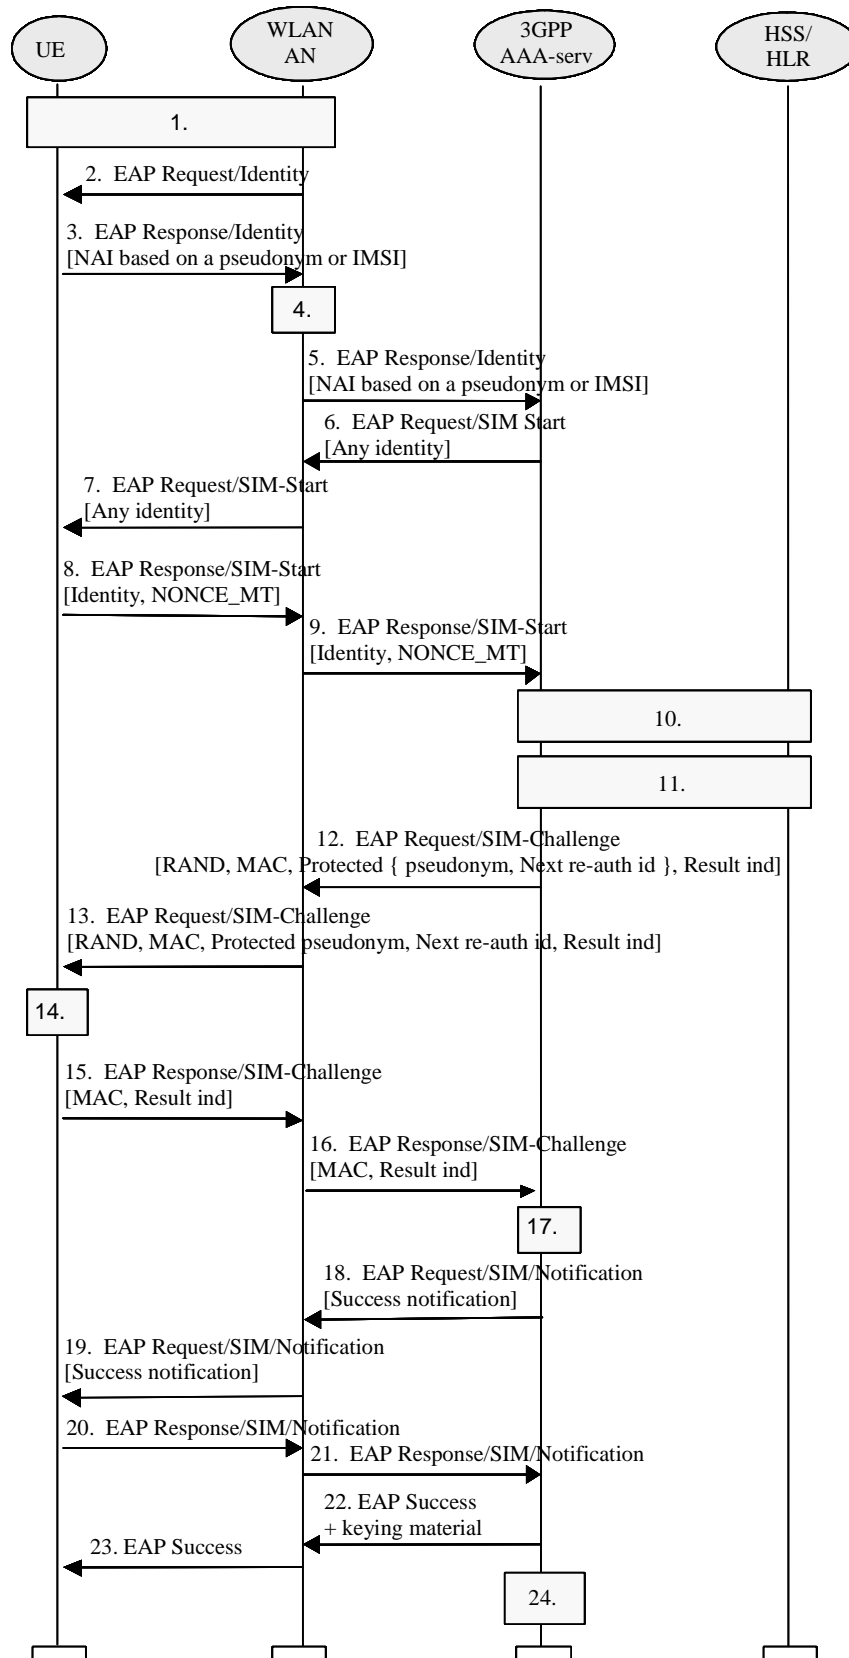 UE
WLAN
AN
3GPP
AAA-serv
HSS/
HLR
1.
2. EAP Request/Identity
3. EAP Response/Identity
[NAI based on a pseudonym or IMSI]
4.
5. EAP Response/Identity
[NAI based on a pseudonym or IMSI]
6. EAP Request/SIM Start
[Any identity]
7. EAP Request/SIM-Start
[Any identity]
8. EAP Response/SIM-Start
[Identity, NONCE_MT]
9. EAP Response/SIM-Start
[Identity, NONCE_MT]
10.
11.
12. EAP Request/SIM-Challenge
[RAND, MAC, Protected { pseudonym, Next re-auth id }, Result ind]
13. EAP Request/SIM-Challenge
[RAND, MAC, Protected pseudonym, Next re-auth id, Result ind]
14.
15. EAP Response/SIM-Challenge
[MAC, Result ind]
16. EAP Response/SIM-Challenge
[MAC, Result ind]
17.
18. EAP Request/SIM/Notification
[Success notification]
19. EAP Request/SIM/Notification
[Success notification]
20. EAP Response/SIM/Notification
21. EAP Response/SIM/Notification
22. EAP Success
+ keying material
23. EAP Success
24.